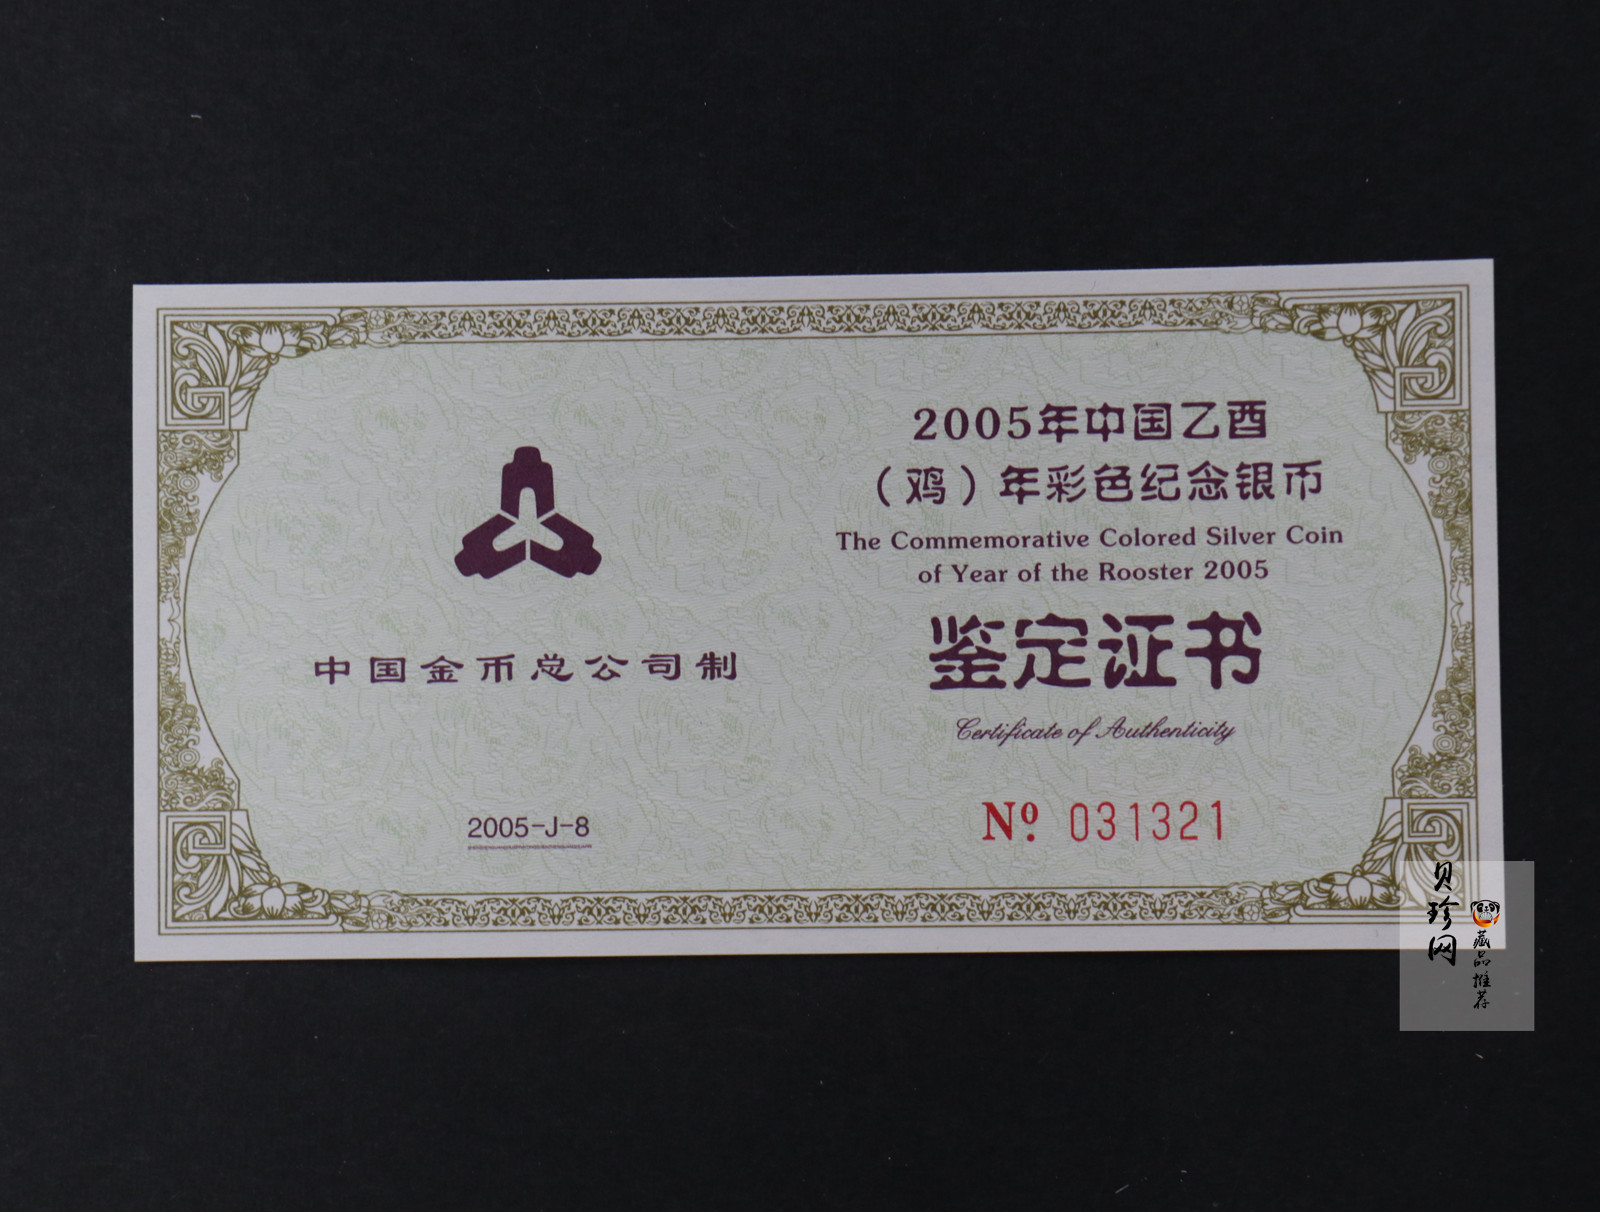 中国金币总公司制
2005-J-8
2005年中国乙酉
（鸡）年彩色纪念银币
The Commemorative Colored Silver Coin
of Year of the Rooster 2005
鉴定证书
Certificate of Authenticity
Nº 031321
贝珍网
藏品推荐